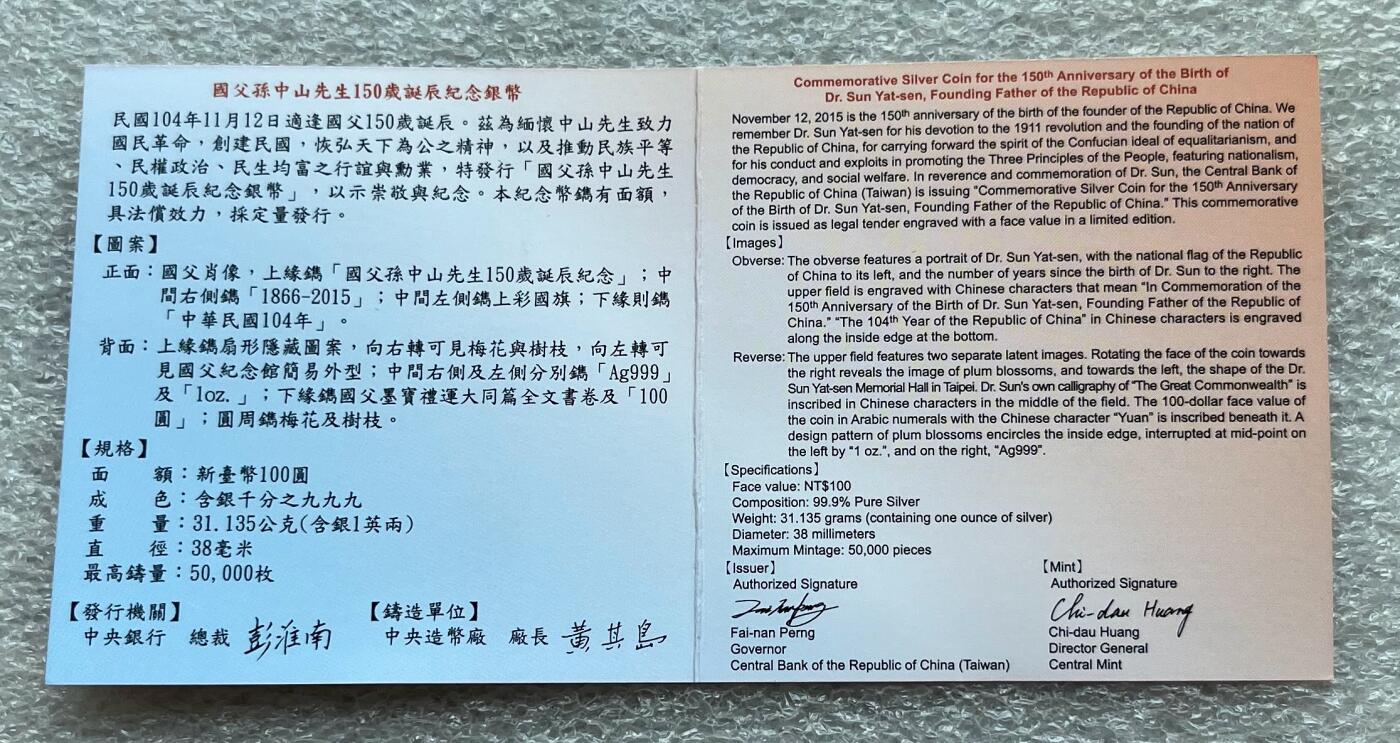 國父孫中山先生150歲誕辰紀念銀幣
民國104年11月12日適逢國父150歲誕辰。茲為緬懷中山先生致力
國民革命，創建民國，恢弘天下為公之精神，以及推動民族平等
、民權政治、民生均富之行誼與勳業，特發行「國父孫中山先生
150歲誕辰紀念銀幣」，以示崇敬與紀念。本紀念幣鐫有面額，
具法償效力，採定量發行。
【圖案】
正面：國父肖像，上緣鐫「國父孫中山先生150歲誕辰紀念」；中
間右側鐫「1866-2015」；中間左側鐫上彩國旗；下緣則鐫
「中華民國104年」。
背面：上緣鐫扇形隱藏圖案，向右轉可見梅花與樹枝，向左轉可
見國父紀念館簡易外型；中間右側及左側分別鐫「Ag999」
及「1oz.」；下緣鐫國父墨寶禮運大同篇全文書卷及「100
圓」；圓周鐫梅花及樹枝。
【規格】
面　　額：新臺幣100圓
成　　色：含銀千分之九九九
重　　量：31.135公克(含銀1英兩)
直　　徑：38毫米
最高鑄量：50,000枚
【發行機關】
中央銀行　總裁 彭淮南
【鑄造單位】
中央造幣廠　廠長 黃其島
Commemorative Silver Coin for the 150th Anniversary of the Birth of
Dr. Sun Yat-sen, Founding Father of the Republic of China
November 12, 2015 is the 150th anniversary of the birth of the founder of the Republic of China. We
remember Dr. Sun Yat-sen for his devotion to the 1911 revolution and the founding of the nation of
the Republic of China, for carrying forward the spirit of the Confucian ideal of equalitarianism, and
for his conduct and exploits in promoting the Three Principles of the People, featuring nationalism,
democracy, and social welfare. In reverence and commemoration of Dr. Sun, the Central Bank of
the Republic of China (Taiwan) is issuing "Commemorative Silver Coin for the 150th Anniversary
of the Birth of Dr. Sun Yat-sen, Founding Father of the Republic of China." This commemorative
coin is issued as legal tender engraved with a face value in a limited edition.
【Images】
Obverse: The obverse features a portrait of Dr. Sun Yat-sen, with the national flag of the Republic
of China to its left, and the number of years since the birth of Dr. Sun to the right. The
upper field is engraved with Chinese characters that mean "In Commemoration of the
150th Anniversary of the Birth of Dr. Sun Yat-sen, Founding Father of the Republic of
China." "The 104th Year of the Republic of China" in Chinese characters is engraved
along the inside edge at the bottom.
Reverse: The upper field features two separate latent images. Rotating the face of the coin towards
the right reveals the image of plum blossoms, and towards the left, the shape of the Dr.
Sun Yat-sen Memorial Hall in Taipei. Dr. Sun's own calligraphy of "The Great Commonwealth" is
inscribed in Chinese characters in the middle of the field. The 100-dollar face value of
the coin in Arabic numerals with the Chinese character "Yuan" is inscribed beneath it. A
design pattern of plum blossoms encircles the inside edge, interrupted at mid-point on
the left by "1 oz.", and on the right, "Ag999".
【Specifications】
Face value: NT$100
Composition: 99.9% Pure Silver
Weight: 31.135 grams (containing one ounce of silver)
Diameter: 38 millimeters
Maximum Mintage: 50,000 pieces
【Issuer】
Authorized Signature
Fai-nan Perng
Governor
Central Bank of the Republic of China (Taiwan)
【Mint】
Authorized Signature
Chi-dau Huang
Chi-dau Huang
Director General
Central Mint